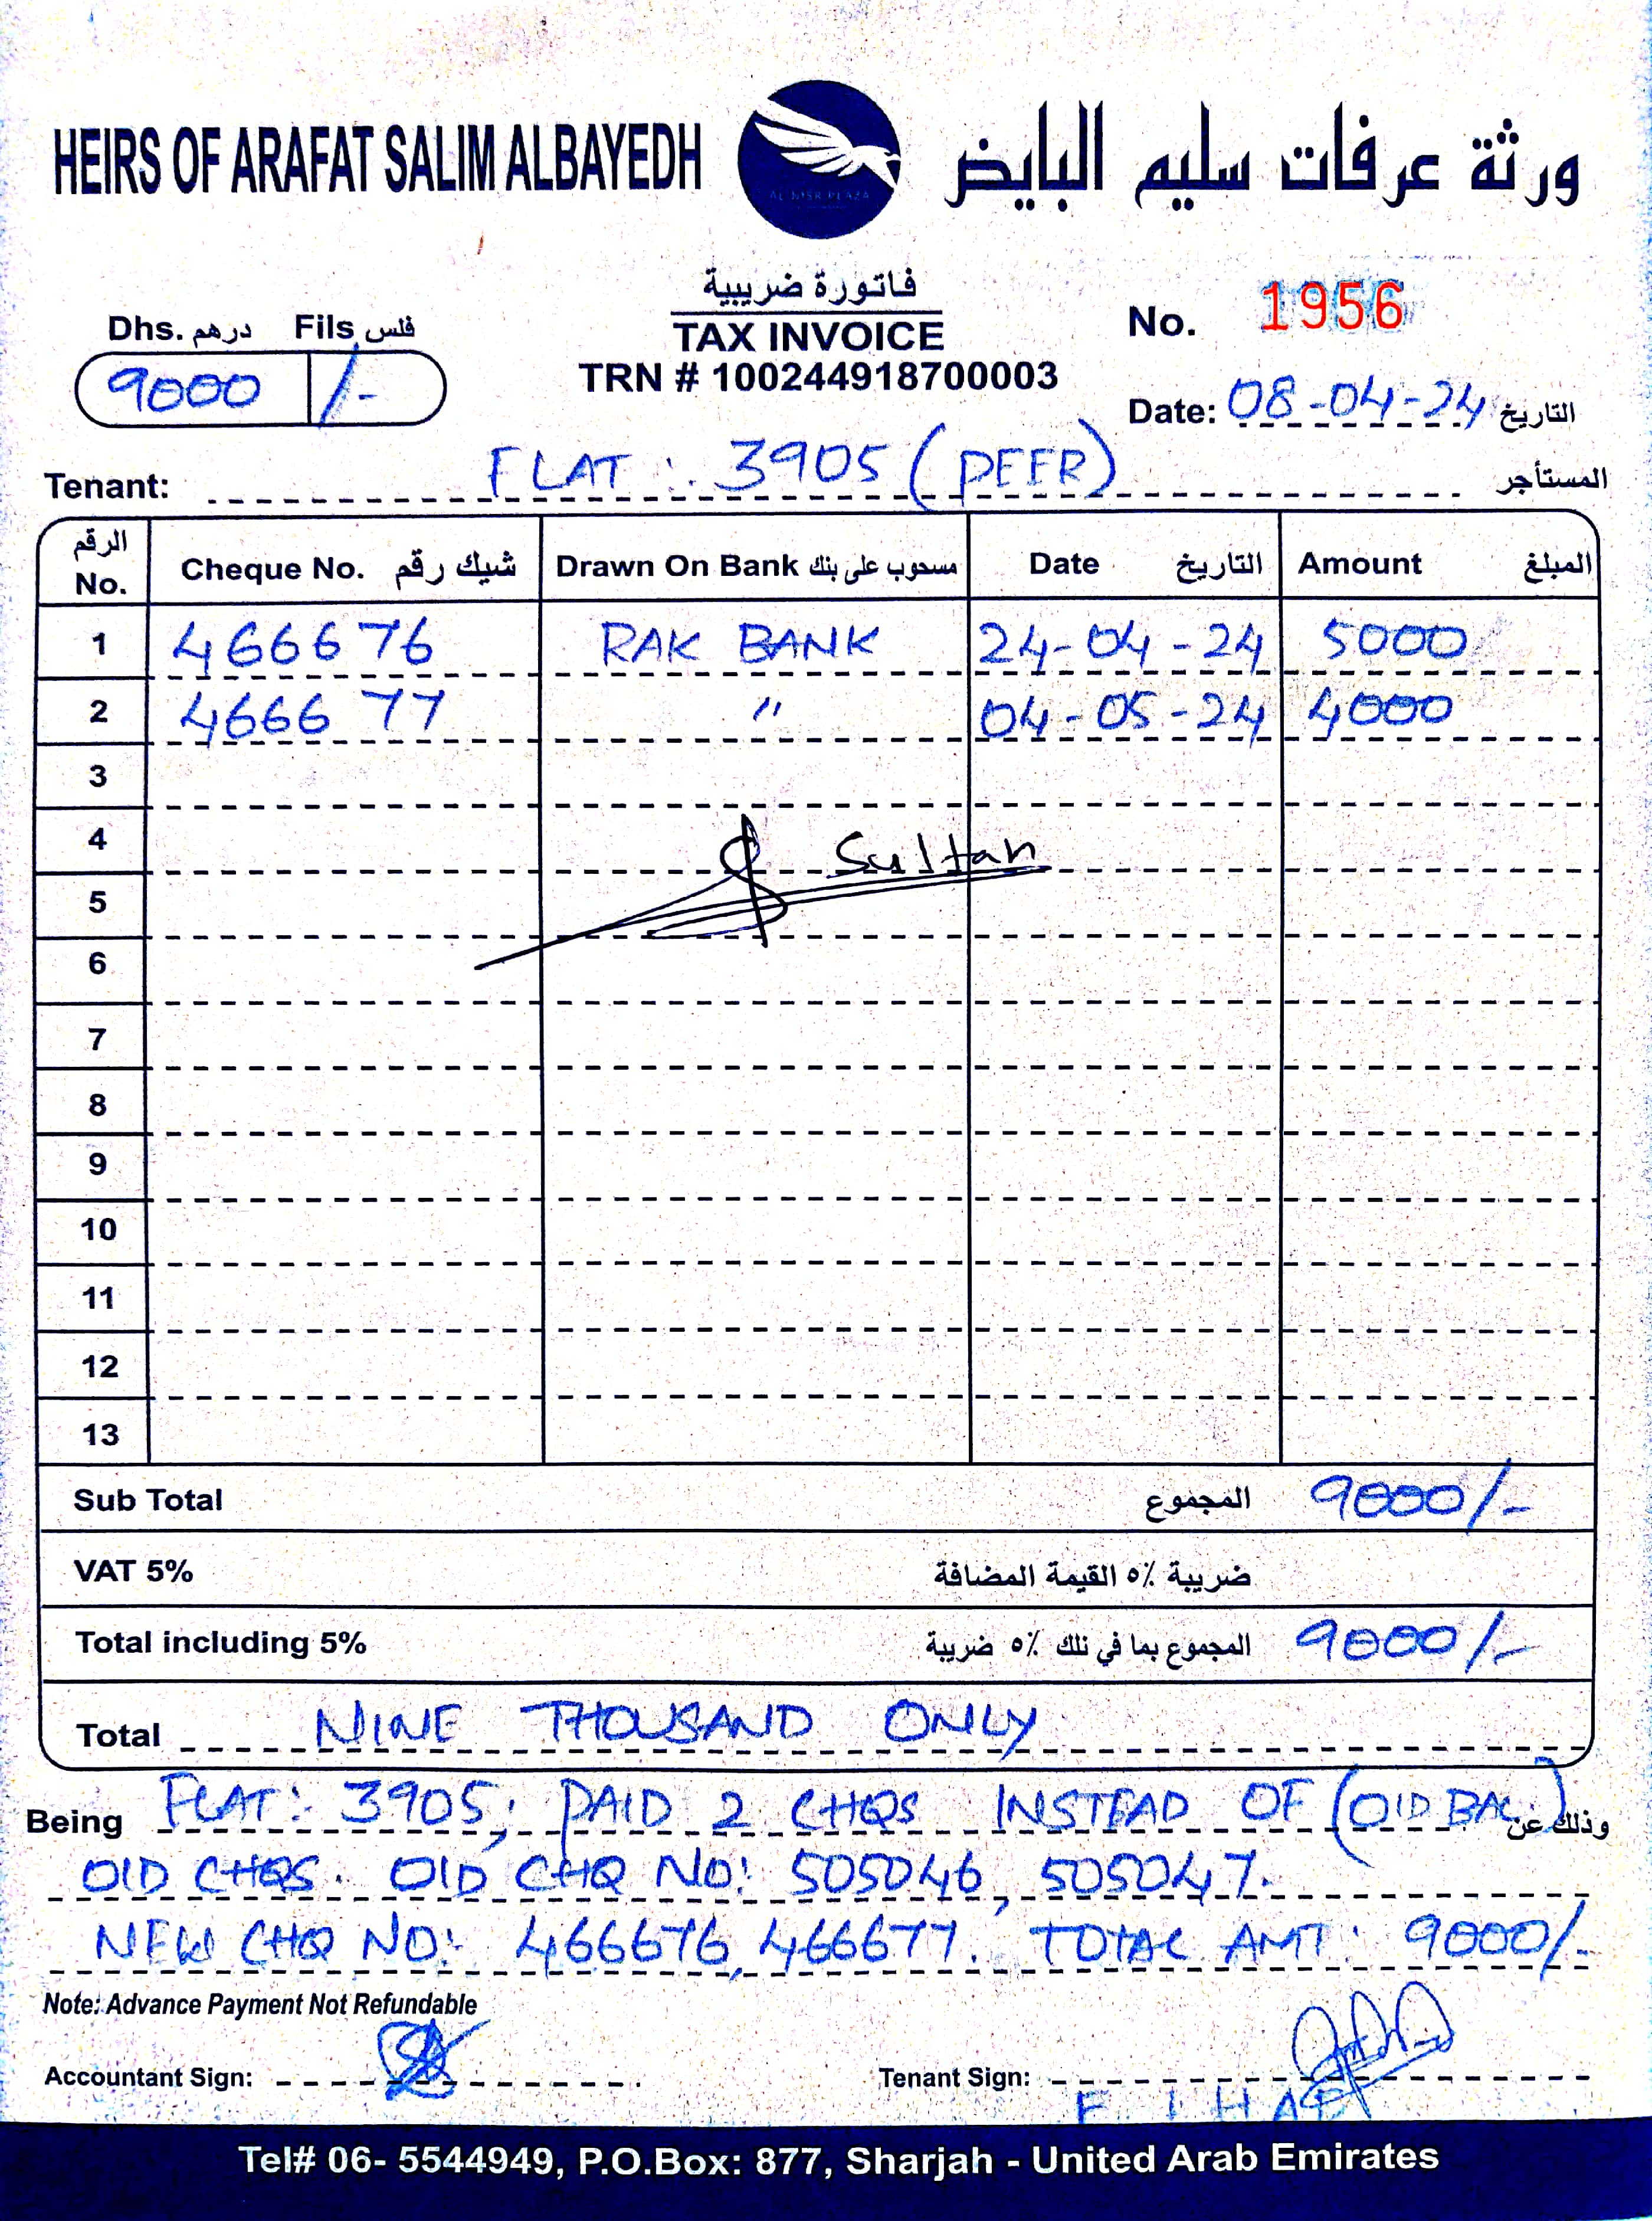 HEIRS OF ARAFAT SALIM ALBAYEDH
AL NISR PLAZA
ورثة عرفات سليم البايض
فاتورة ضريبية
TAX INVOICE
TRN # 100244918700003
Dhs. درهم Fils فلس
9000 /-
No. 1956
Date: 08-04-24 التاريخ
Tenant: FLAT : 3905 (PEER) المستأجر
الرقم No. Cheque No. شيك رقم Drawn On Bank مسحوب على بنك Date التاريخ Amount المبلغ
1 466676 RAK BANK 24-04-24 5000
2 466677 " 04-05-24 4000
3
4 Sultan
5
6
7
8
9
10
11
12
13
Sub Total المجموع 9000/-
VAT 5% ضريبة ٥٪ القيمة المضافة
Total including 5% المجموع بما في ذلك ٥٪ ضريبة 9000/-
Total NINE THOUSAND ONLY
Being FLAT: 3905; PAID 2 CHQS INSTEAD OF (OLD BAL) وذلك عن
OLD CHQS. OLD CHQ NO: 505046, 505047.
NEW CHQ NO: 466676, 466677. TOTAL AMT: 9000/-
Note: Advance Payment Not Refundable
Accountant Sign: Tenant Sign:
Tel# 06- 5544949, P.O.Box: 877, Sharjah - United Arab Emirates